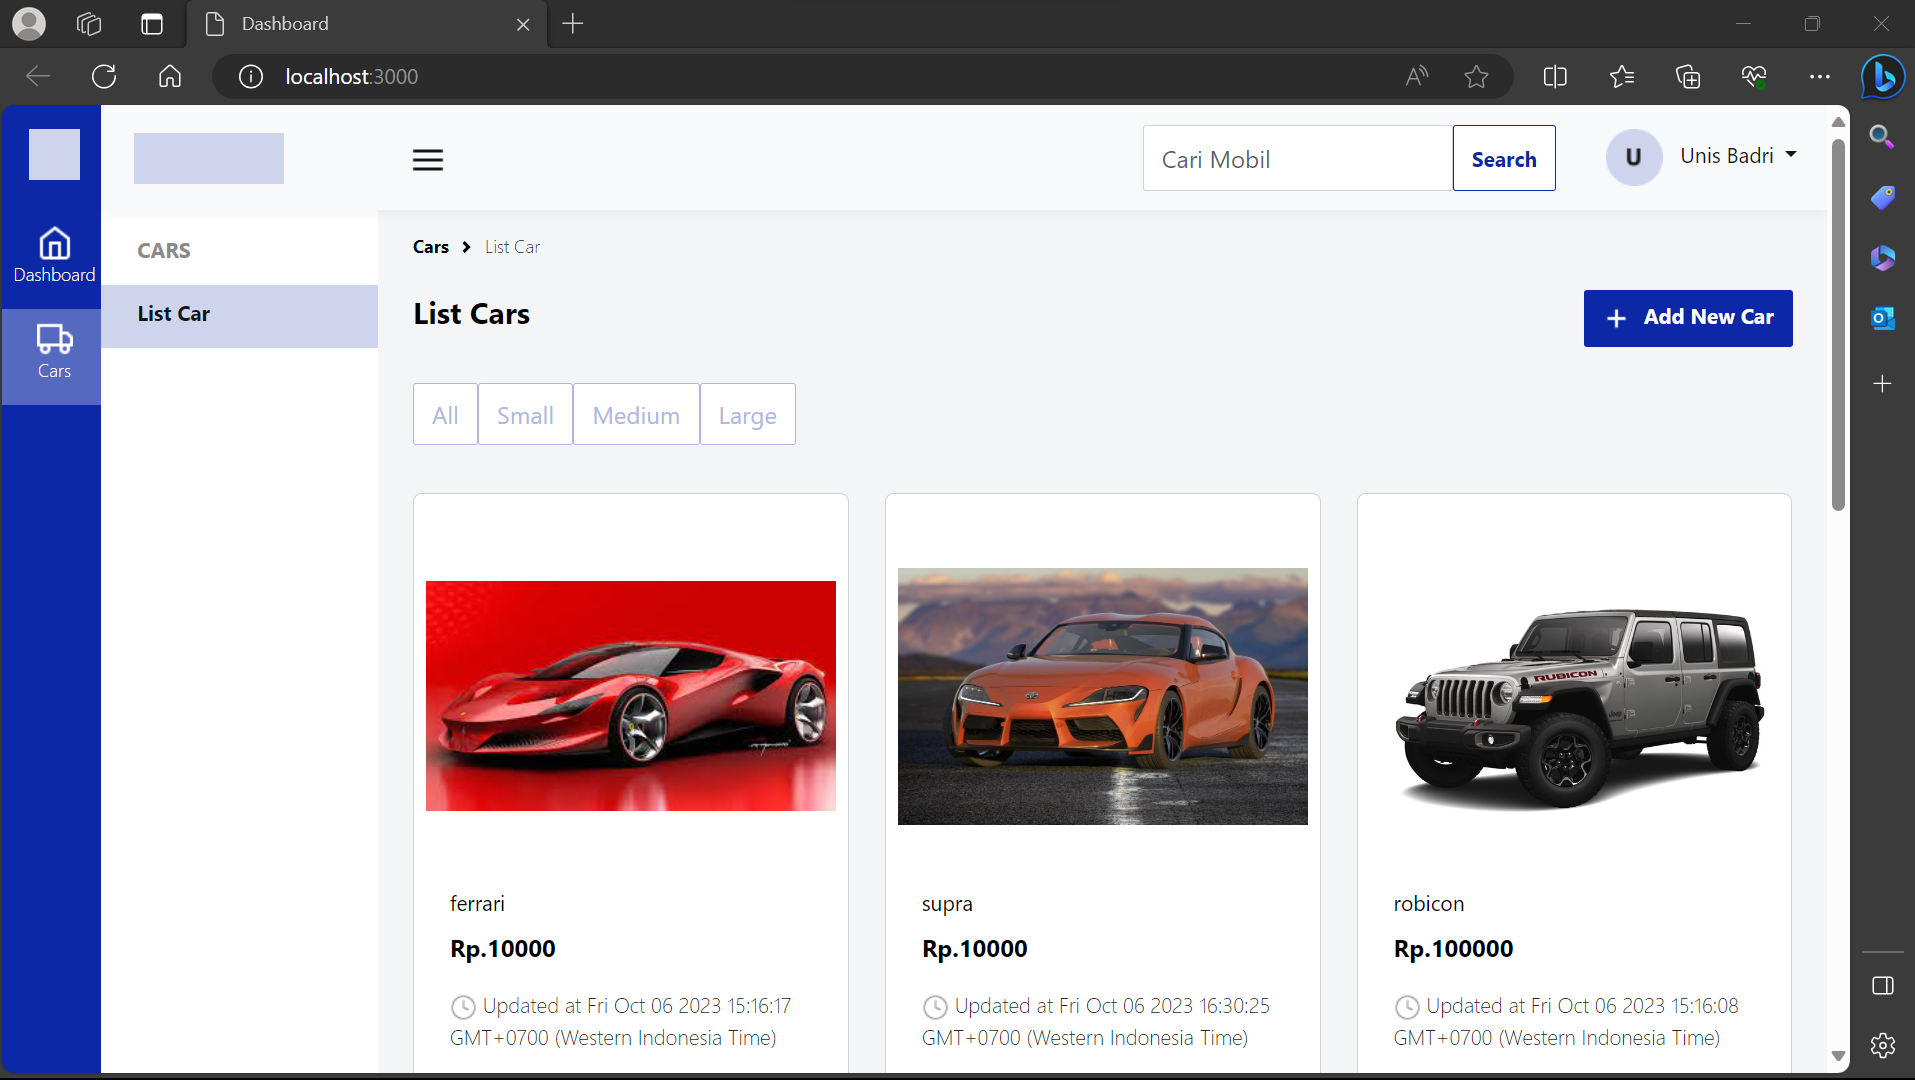 Dashboard
localhost:3000
Cari Mobil
Search
U
Unis Badri
Dashboard
Cars
CARS
List Car
Cars
List Car
List Cars
Add New Car
All
Small
Medium
Large
RUBICON
ferrari
Rp.10000
Updated at Fri Oct 06 2023 15:16:17
GMT+0700 (Western Indonesia Time)
supra
Rp.10000
Updated at Fri Oct 06 2023 16:30:25
GMT+0700 (Western Indonesia Time)
robicon
Rp.100000
Updated at Fri Oct 06 2023 15:16:08
GMT+0700 (Western Indonesia Time)